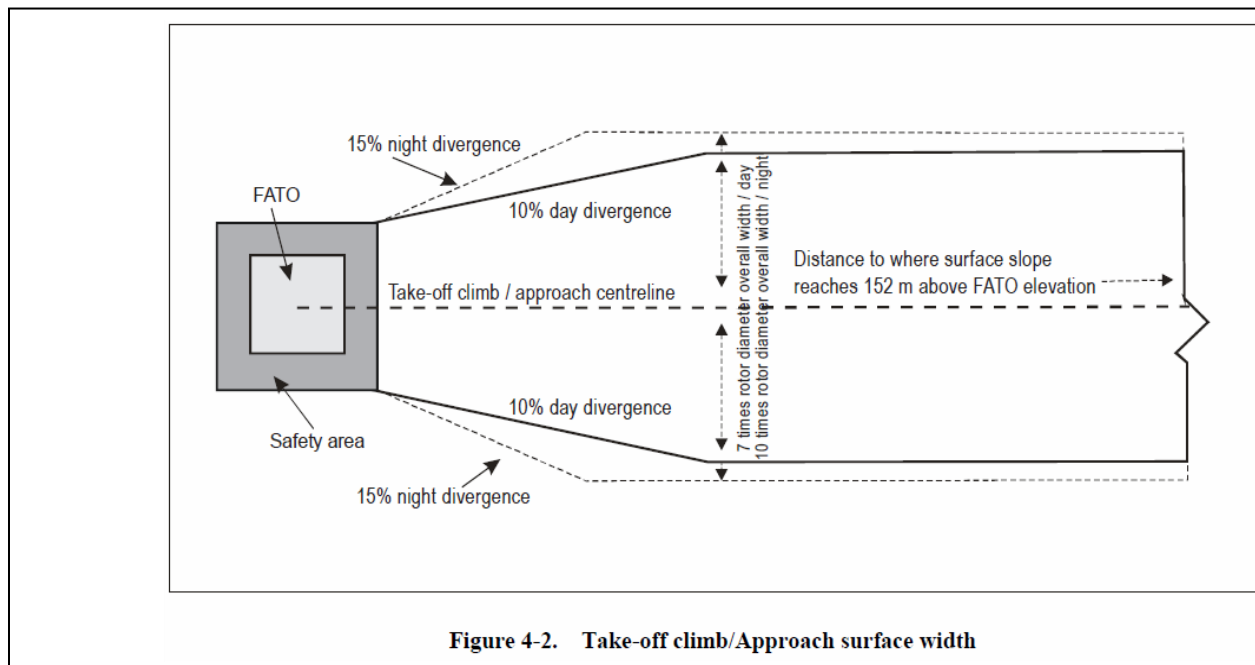 15% night divergence
FATO
10% day divergence
7 times rotor diameter overall width / day
10 times rotor diameter overall width / night
Distance to where surface slope
reaches 152 m above FATO elevation
Take-off climb / approach centreline
10% day divergence
Safety area
15% night divergence
Figure 4-2. Take-off climb/Approach surface width